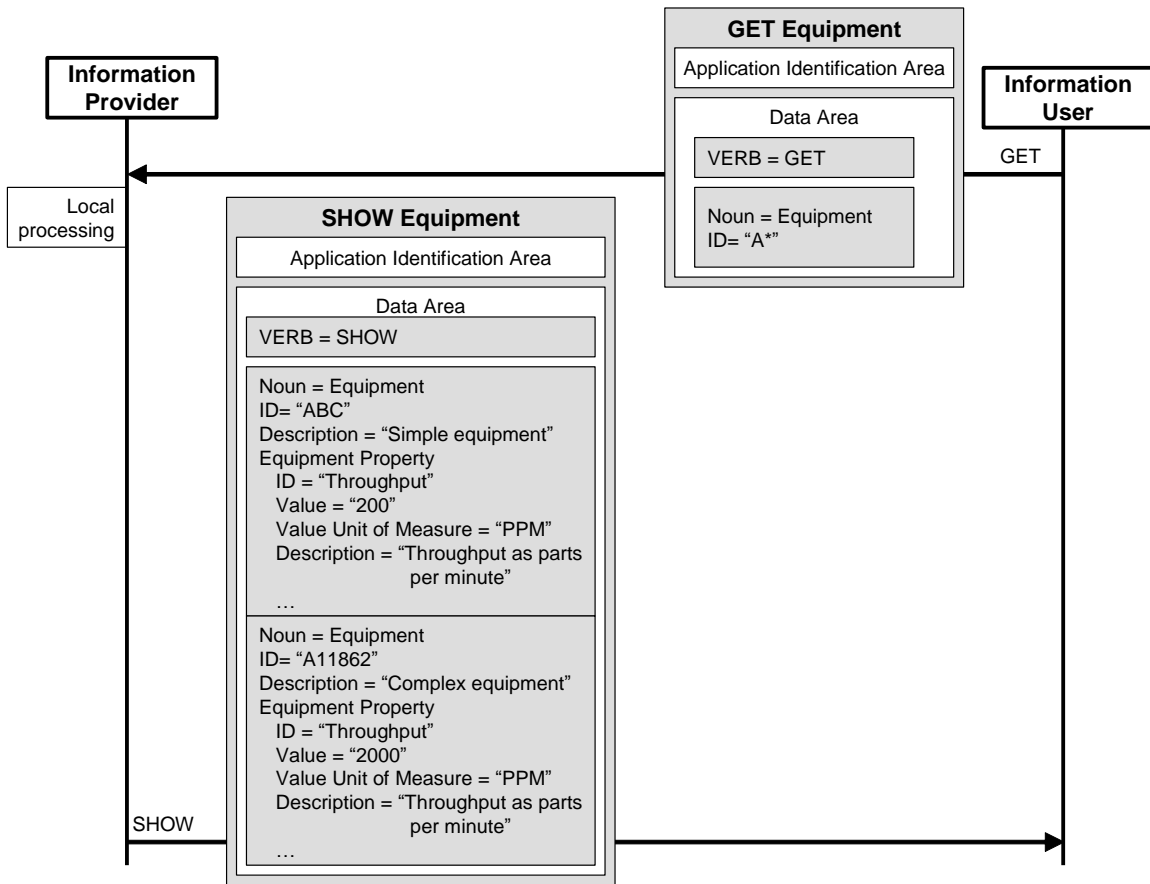 GET Equipment
Application Identification Area
Data Area
VERB = GET
Noun = Equipment
ID= “A*”
Information
Provider
Information
User
GET
Local
processing
SHOW Equipment
Application Identification Area
Data Area
VERB = SHOW
Noun = Equipment
ID= “ABC”
Description = “Simple equipment”
Equipment Property
ID = “Throughput”
Value = “200”
Value Unit of Measure = “PPM”
Description = “Throughput as parts
per minute”
…
Noun = Equipment
ID= “A11862”
Description = “Complex equipment”
Equipment Property
ID = “Throughput”
Value = “2000”
Value Unit of Measure = “PPM”
Description = “Throughput as parts
per minute”
…
SHOW